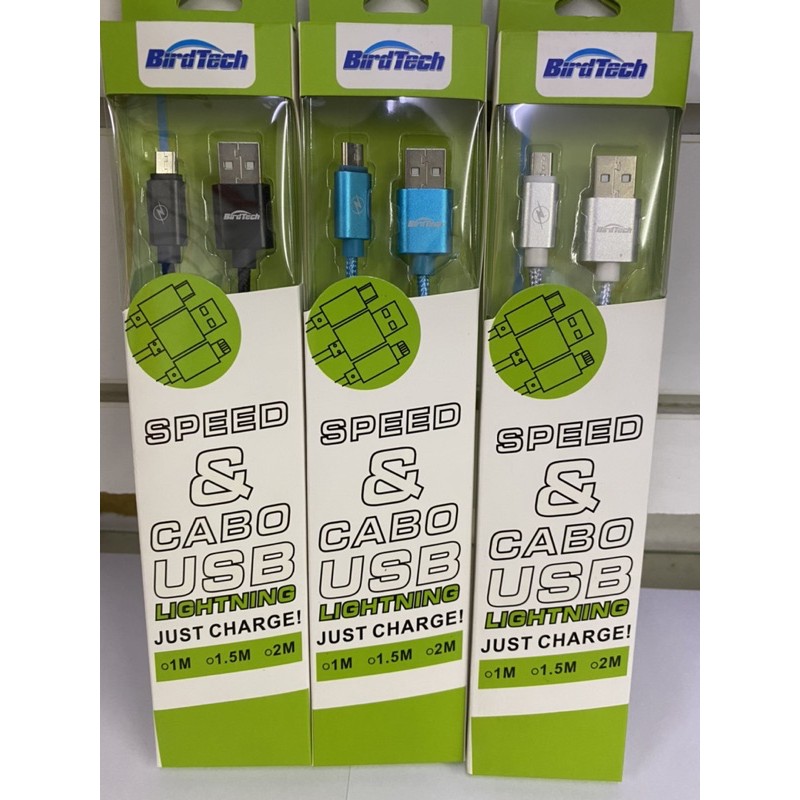 BirdTech
BirdTech
SPEED
&
CABO
USB
LIGHTNING
JUST CHARGE!
○1M ○1.5M ○2M
BirdTech
BirdTech
SPEED
&
CABO
USB
LIGHTNING
JUST CHARGE!
○1M ○1.5M ○2M
BirdTech
BirdTech
SPEED
&
CABO
USB
LIGHTNING
JUST CHARGE!
○1M ○1.5M ○2M